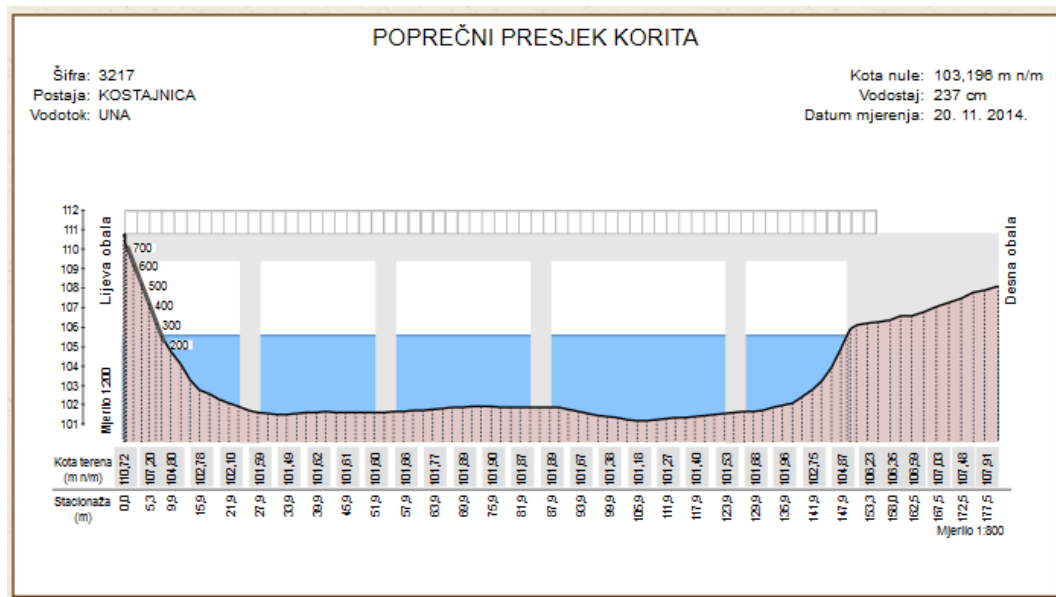 POPREČNI PRESJEK KORITA
Šifra: 3217
Postaja: KOSTAJNICA
Vodotok: UNA
Kota nule: 103,196 m n/m
Vodostaj: 237 cm
Datum mjerenja: 20. 11. 2014.
112
111
110
109
108
107
106
105
104
103
102
101
Lijeva obala
Mjerilo 1:200
700
600
500
400
300
200
Desna obala
Kota terena
(m n/m)
110,72 107,20 104,80 102,78 102,10 101,59 101,49 101,62 101,61 101,60 101,66 101,77 101,89 101,90 101,87 101,89 101,67 101,38 101,18 101,27 101,40 101,53 101,68 101,96 102,75 104,87 106,23 106,35 106,59 107,03 107,48 107,91
Stacionaža
(m)
0,0 5,3 9,9 15,9 21,9 27,9 33,9 39,9 45,9 51,9 57,9 63,9 69,9 75,9 81,9 87,9 93,9 99,9 105,9 111,9 117,9 123,9 129,9 135,9 141,9 147,9 153,3 158,0 162,5 167,5 172,5 177,5
Mjerilo 1:800